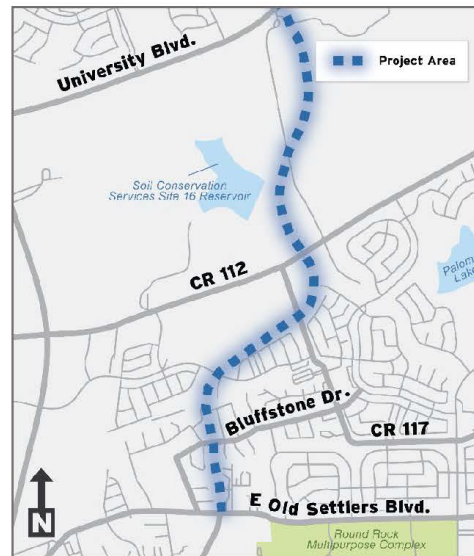 University Blvd.
Project Area
Soil Conservation
Services Site 16 Reservoir
CR 112
Palom
Lake
Bluffstone Dr.
CR 117
E Old Settlers Blvd.
N
Round Rock
Multipurpose Complex